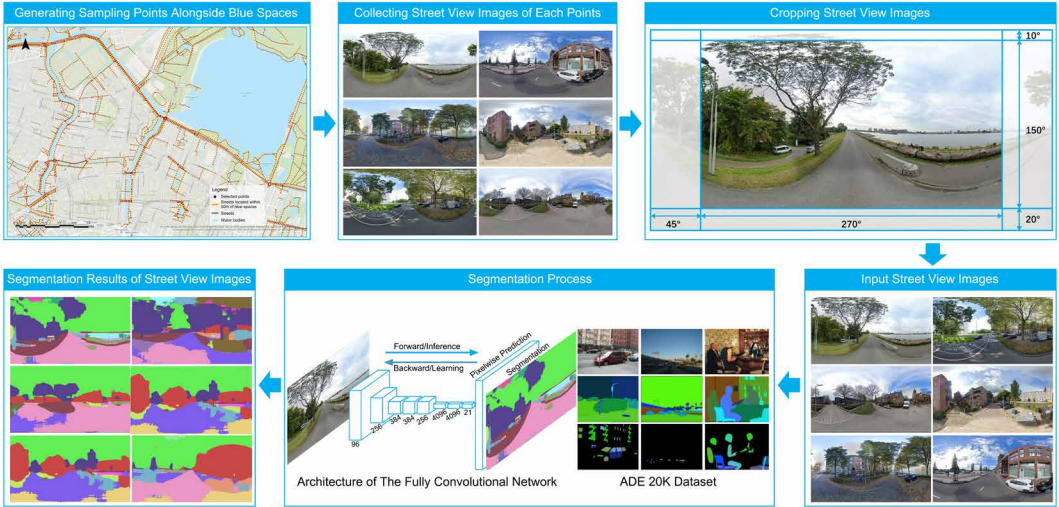 Generating Sampling Points Alongside Blue Spaces
N
Legend
Selected points
Streets located within
50m of blue spaces
Streets
Water bodies
Collecting Street View Images of Each Points
Cropping Street View Images
10°
150°
20°
45°
270°
Segmentation Results of Street View Images
Segmentation Process
Forward/Inference
Backward/Learning
Pixelwise Prediction
Segmentation
96
256
384
384
256
4096
4096
21
Architecture of The Fully Convolutional Network
ADE 20K Dataset
Input Street View Images